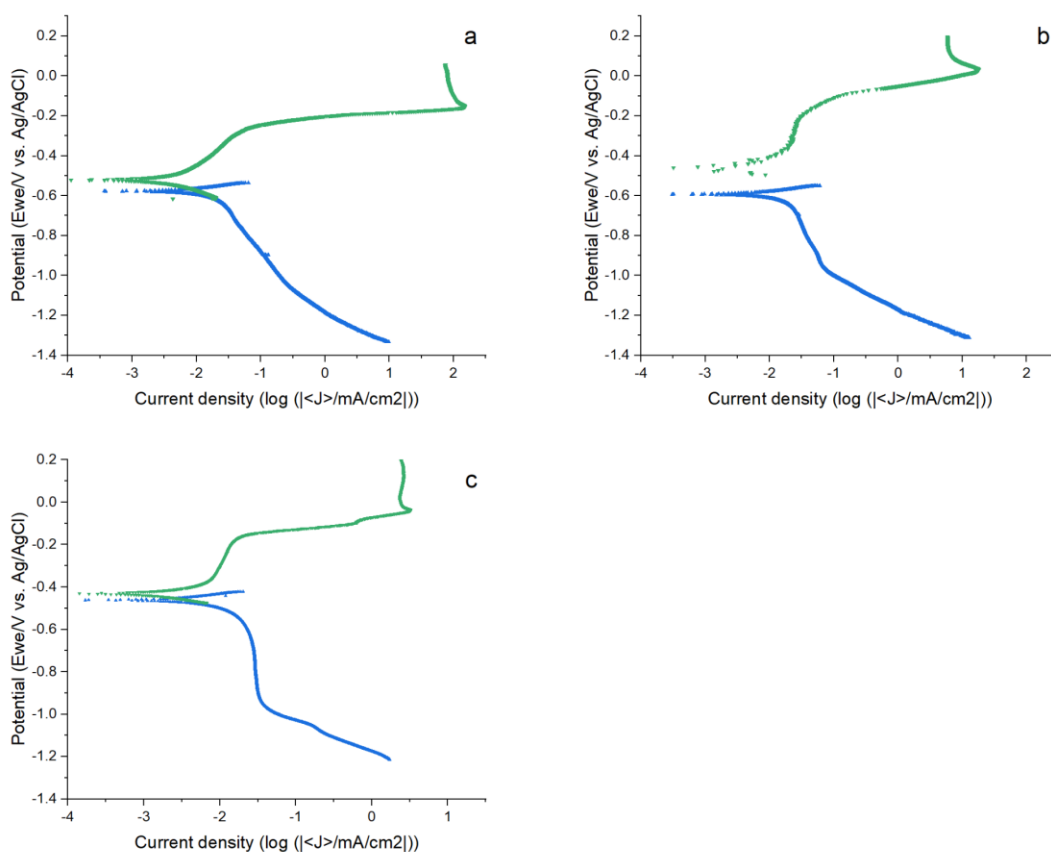 a
0.2
0.0
-0.2
-0.4
-0.6
-0.8
-1.0
-1.2
-1.4
Potential (Ewe/V vs. Ag/AgCl)
-4 -3 -2 -1 0 1 2
Current density (log (|<J>/mA/cm2|))
b
0.2
0.0
-0.2
-0.4
-0.6
-0.8
-1.0
-1.2
-1.4
Potential (Ewe/V vs. Ag/AgCl)
-4 -3 -2 -1 0 1 2
Current density (log (|<J>/mA/cm2|))
c
0.2
0.0
-0.2
-0.4
-0.6
-0.8
-1.0
-1.2
-1.4
Potential (Ewe/V vs. Ag/AgCl)
-4 -3 -2 -1 0 1
Current density (log (|<J>/mA/cm2|))